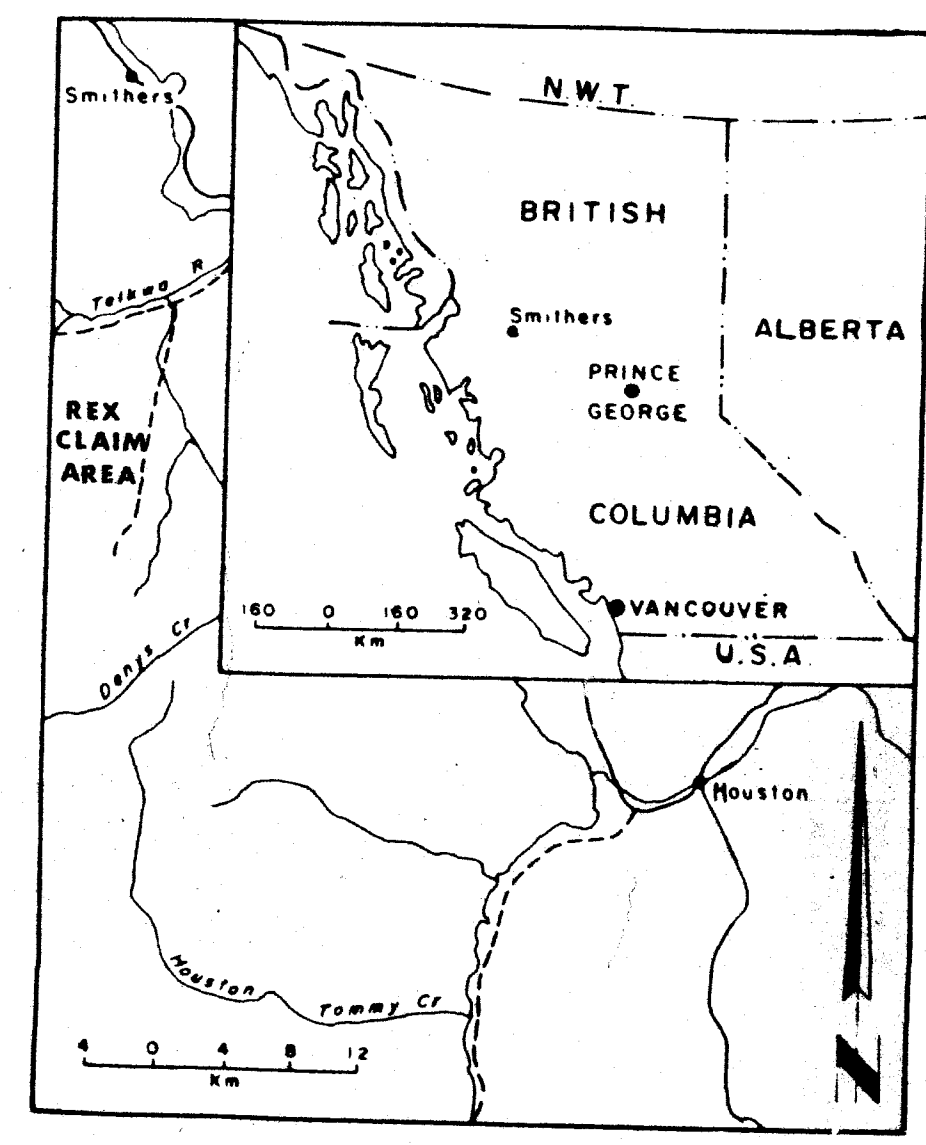 Smithers
N.W.T.
BRITISH
Telkwa R
Smithers
ALBERTA
PRINCE
GEORGE
REX
CLAIM
AREA
COLUMBIA
160 0 160 320
Km
VANCOUVER
U.S.A.
Denys Cr
Houston
Houston Tommy Cr
4 0 4 8 12
Km
N